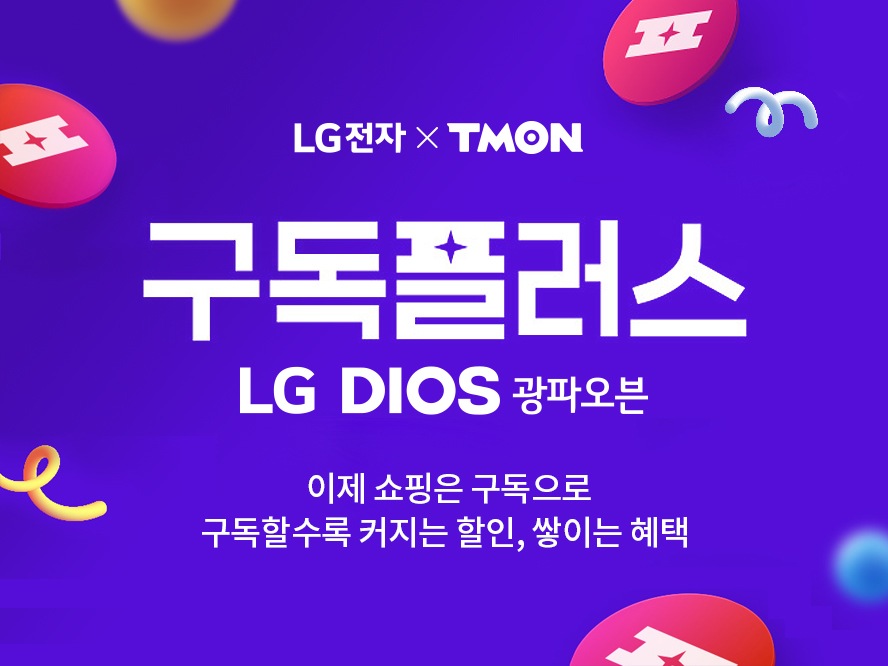 LG전자 × TMON
구독플러스
LG DIOS 광파오븐
이제 쇼핑은 구독으로
구독할수록 커지는 할인, 쌓이는 혜택